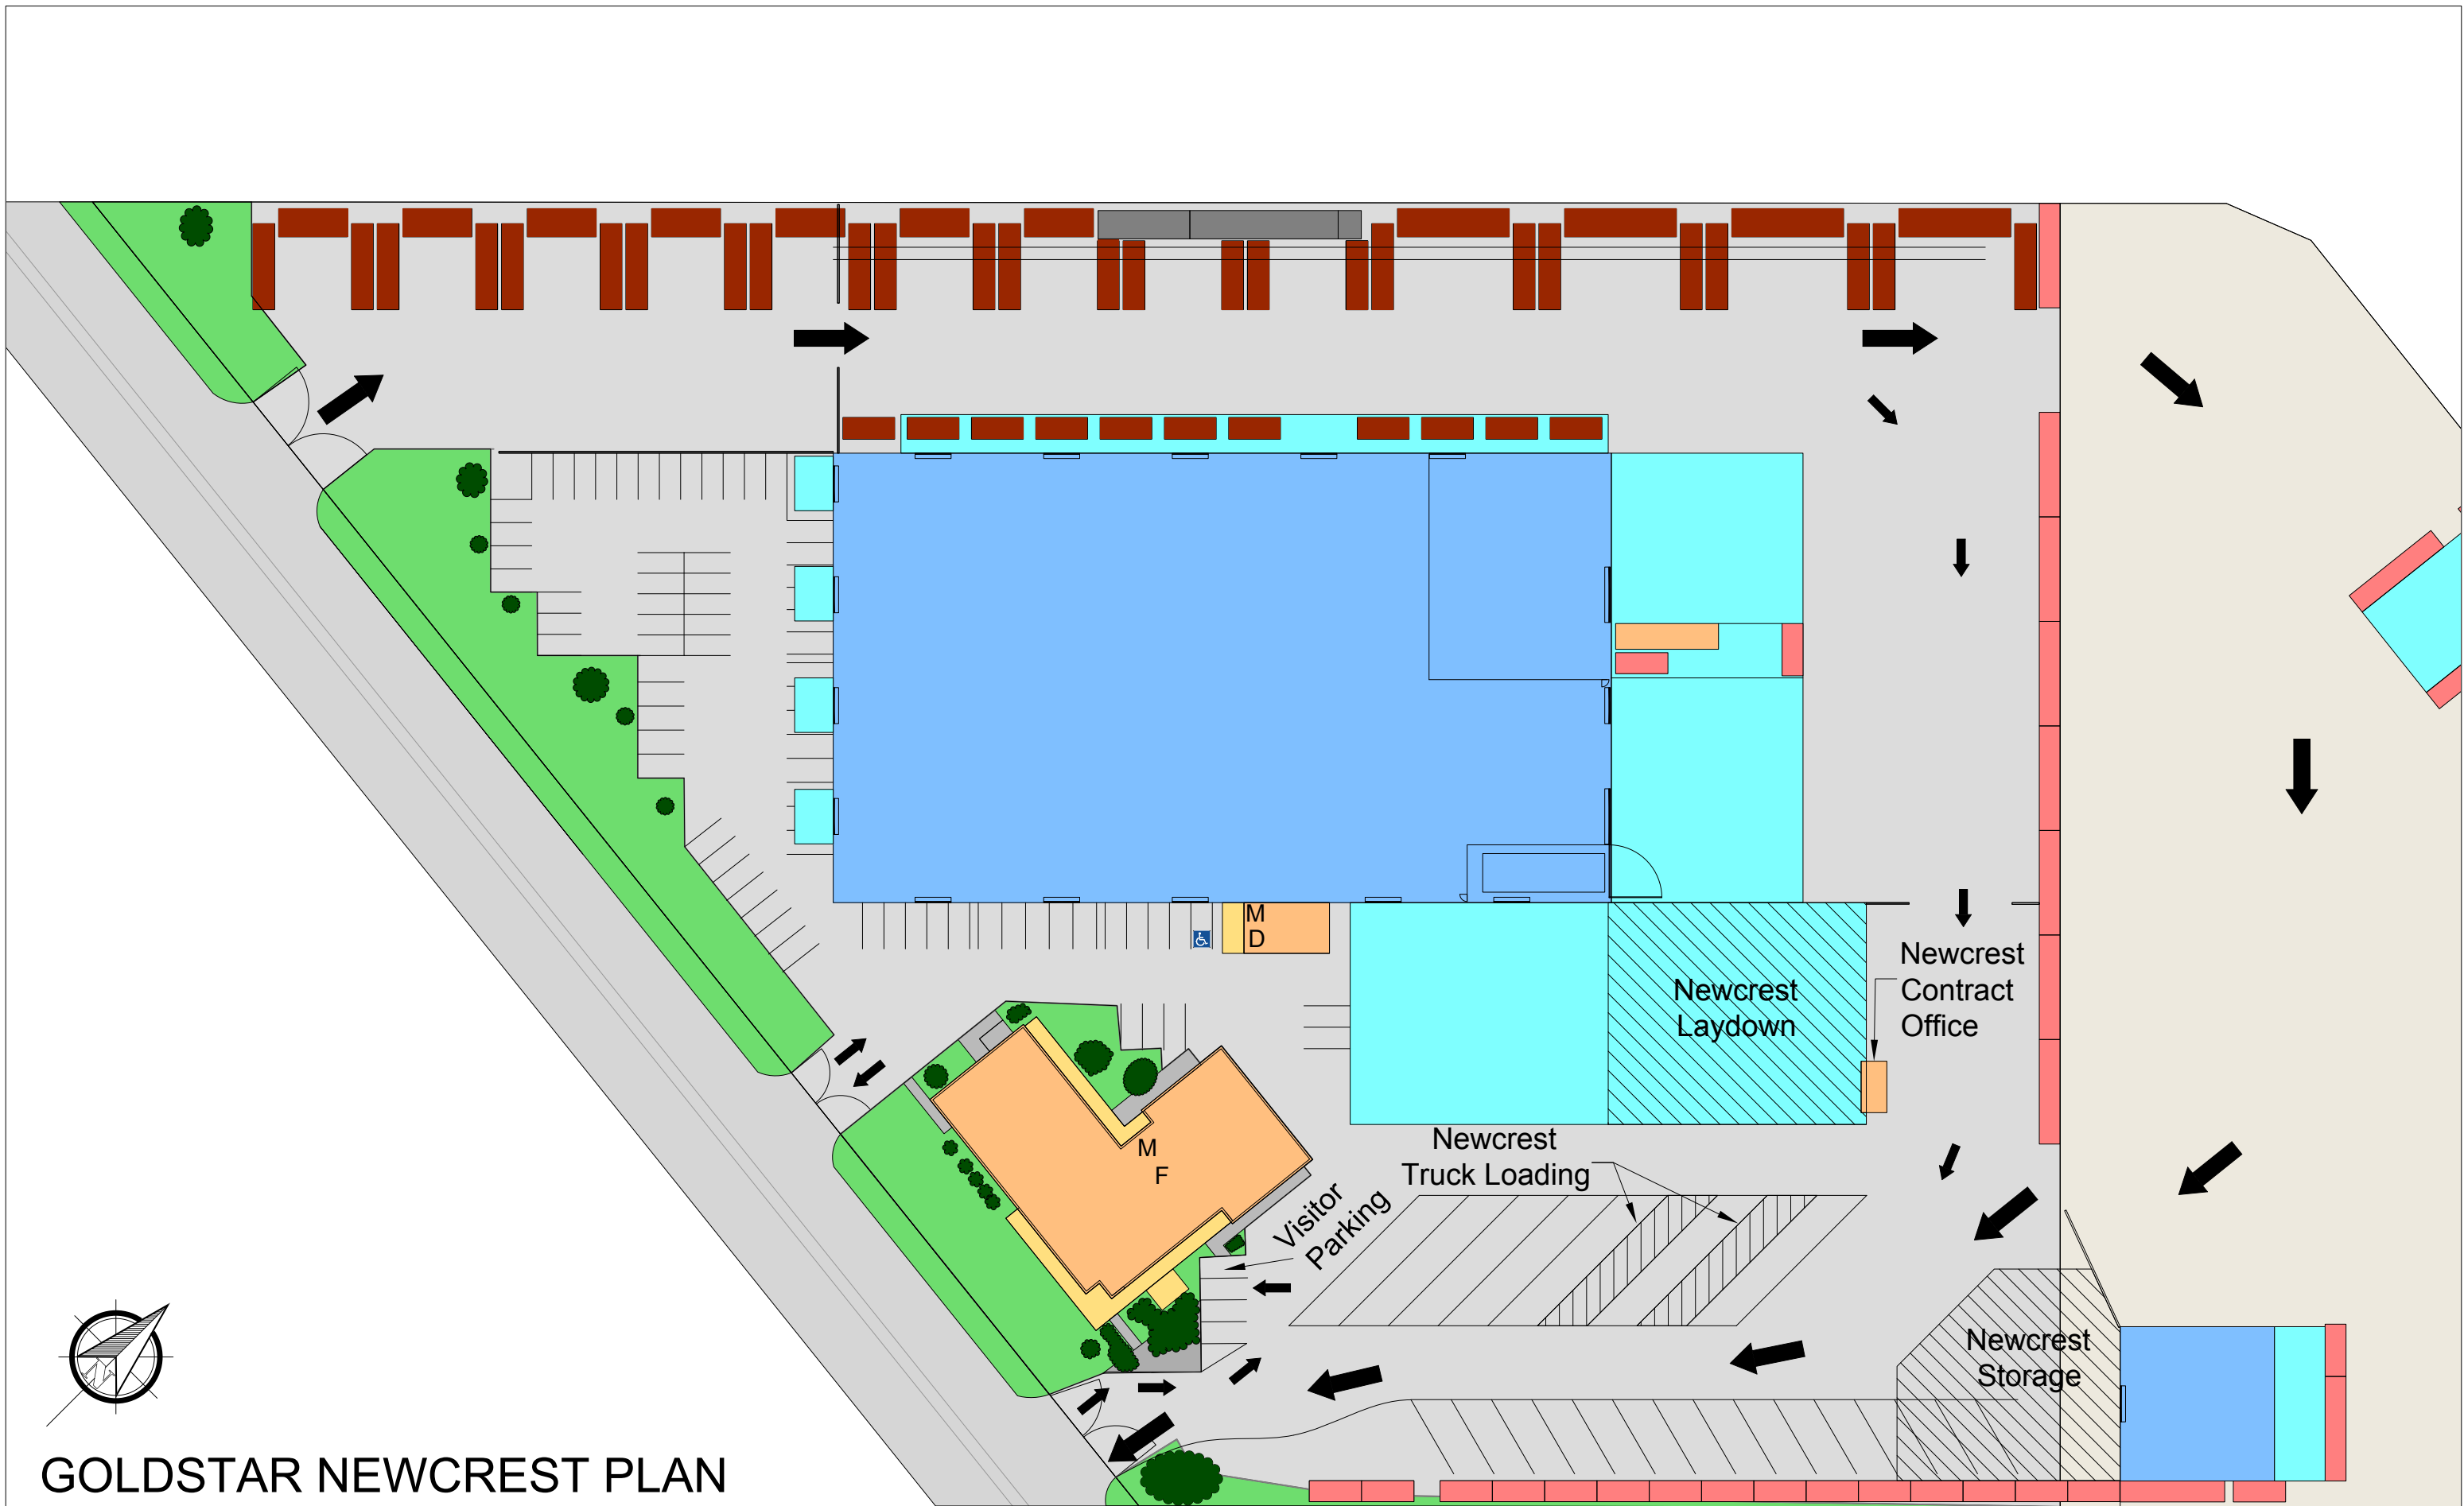 M
D
Newcrest
Contract
Office
Newcrest
Laydown
Newcrest
Truck Loading
M
F
Visitor
Parking
Newcrest
Storage
N
GOLDSTAR NEWCREST PLAN